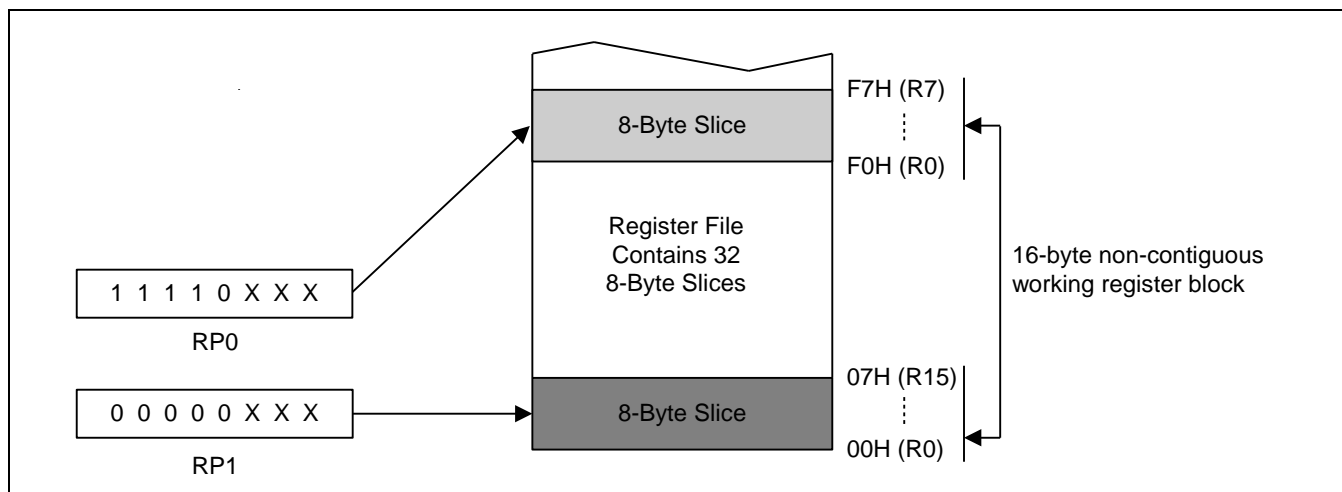 F7H (R7)
8-Byte Slice
F0H (R0)
Register File
Contains 32
8-Byte Slices
16-byte non-contiguous
working register block
1 1 1 1 0 X X X
RP0
07H (R15)
0 0 0 0 0 X X X
8-Byte Slice
00H (R0)
RP1